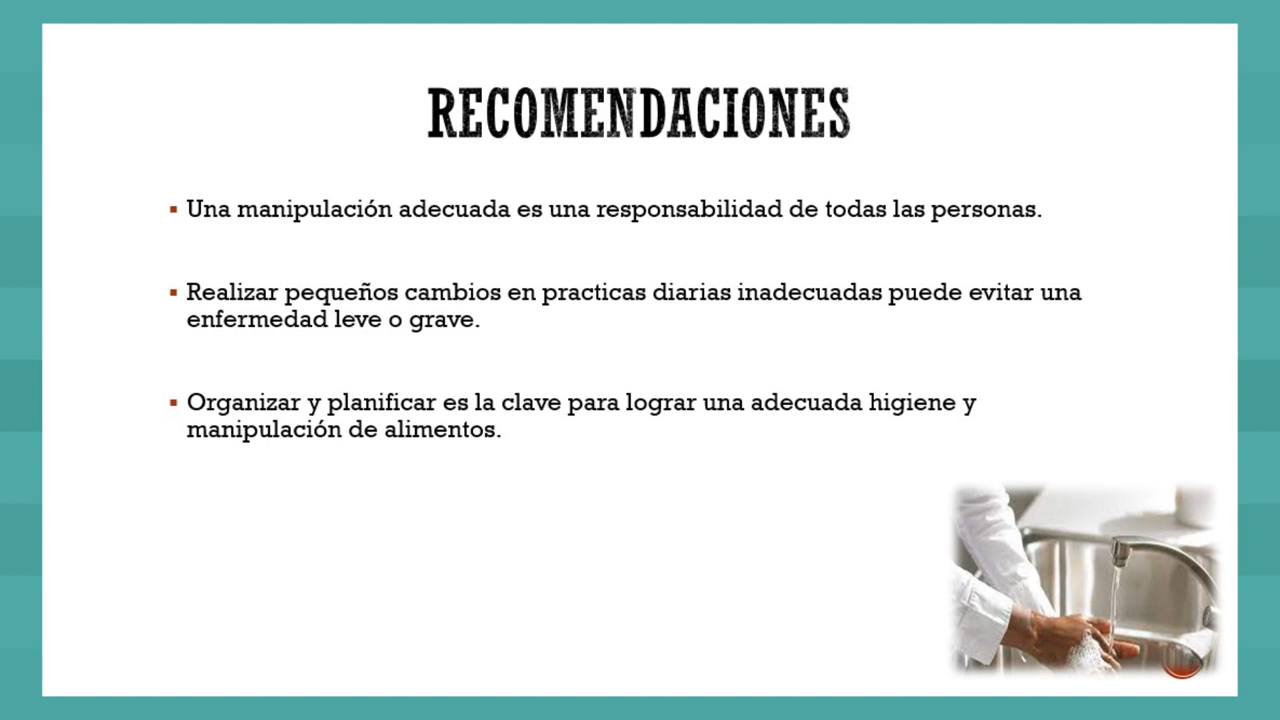 RECOMENDACIONES
▪ Una manipulación adecuada es una responsabilidad de todas las personas.
▪ Realizar pequeños cambios en practicas diarias inadecuadas puede evitar una
enfermedad leve o grave.
▪ Organizar y planificar es la clave para lograr una adecuada higiene y
manipulación de alimentos.